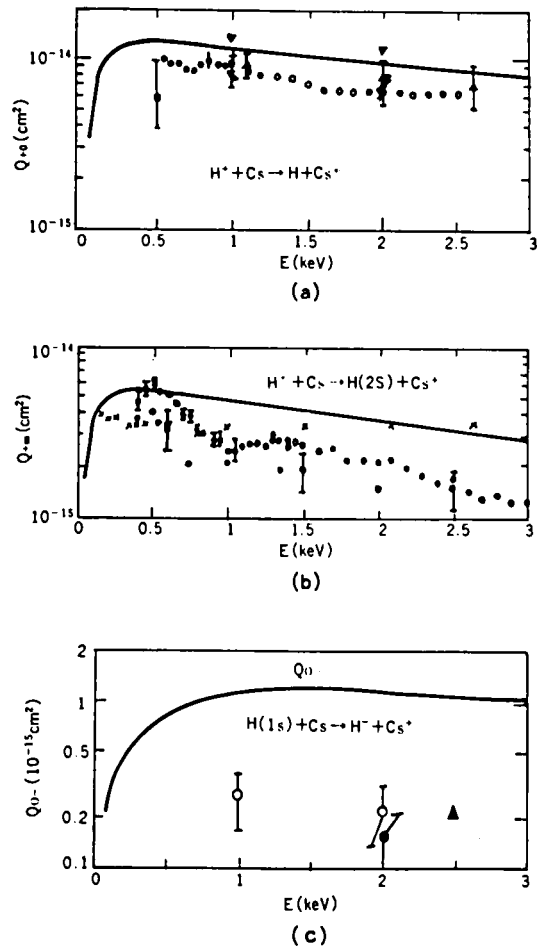 (a)
10⁻¹⁴
Q₊₀(cm²)
H⁺+Cs→H+Cs⁺
10⁻¹⁵
0 0.5 1 1.5 2 2.5 3
E(keV)
(a)
10⁻¹⁴
H⁺+Cs→H(2S)+Cs⁺
Q₊ₘ(cm²)
10⁻¹⁵
0 0.5 1 1.5 2 2.5 3
E(keV)
(b)
2
Q₀
1
H(1s)+Cs→H⁻+Cs⁺
Q₀₋(10⁻¹⁵cm²)
0.5
0.2
0.1
0 1 2 3
E(keV)
(c)